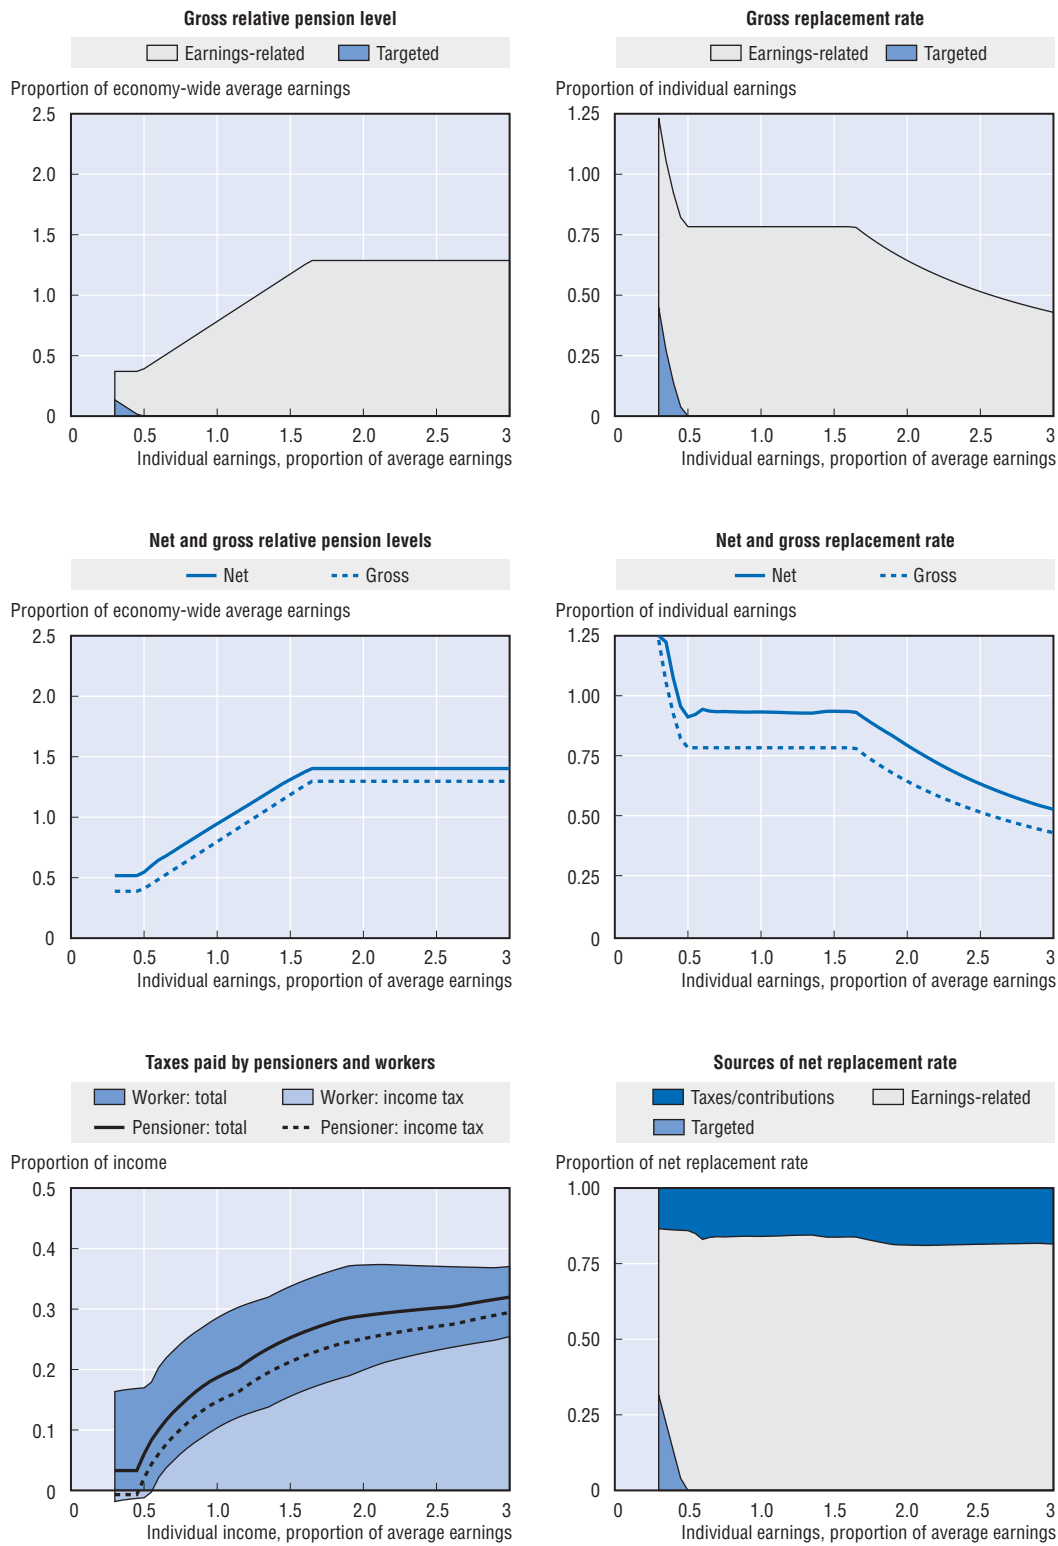 Gross relative pension level
Earnings-related Targeted
Proportion of economy-wide average earnings
2.5
2.0
1.5
1.0
0.5
0
0 0.5 1.0 1.5 2.0 2.5 3
Individual earnings, proportion of average earnings
Gross replacement rate
Earnings-related Targeted
Proportion of individual earnings
1.25
1.00
0.75
0.50
0.25
0
0 0.5 1.0 1.5 2.0 2.5 3
Individual earnings, proportion of average earnings
Net and gross relative pension levels
Net Gross
Proportion of economy-wide average earnings
2.5
2.0
1.5
1.0
0.5
0
0 0.5 1.0 1.5 2.0 2.5 3
Individual earnings, proportion of average earnings
Net and gross replacement rate
Net Gross
Proportion of individual earnings
1.25
1.00
0.75
0.50
0.25
0
0 0.5 1.0 1.5 2.0 2.5 3
Individual earnings, proportion of average earnings
Taxes paid by pensioners and workers
Worker: total Worker: income tax
Pensioner: total Pensioner: income tax
Proportion of income
0.5
0.4
0.3
0.2
0.1
0
0 0.5 1.0 1.5 2.0 2.5 3
Individual income, proportion of average earnings
Sources of net replacement rate
Taxes/contributions Earnings-related
Targeted
Proportion of net replacement rate
1.00
0.75
0.50
0.25
0
0 0.5 1.0 1.5 2.0 2.5 3
Individual earnings, proportion of average earnings